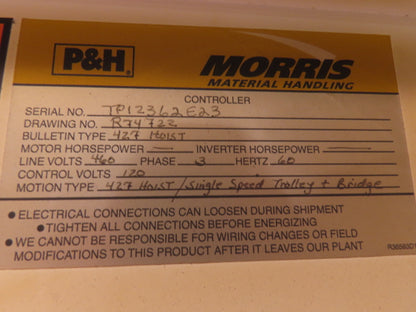 P&H. MORRIS
MATERIAL HANDLING
CONTROLLER
SERIAL NO. TP12362E23
DRAWING NO. R74722
BULLETIN TYPE 427 HOIST
MOTOR HORSEPOWER — INVERTER HORSEPOWER —
LINE VOLTS 460 PHASE 3 HERTZ 60
CONTROL VOLTS 120
MOTION TYPE 427 HOIST/Single Speed Trolley + Bridge
• ELECTRICAL CONNECTIONS CAN LOOSEN DURING SHIPMENT
• TIGHTEN ALL CONNECTIONS BEFORE ENERGIZING
• WE CANNOT BE RESPONSIBLE FOR WIRING CHANGES OR FIELD
MODIFICATIONS TO THIS PRODUCT AFTER IT LEAVES OUR PLANT